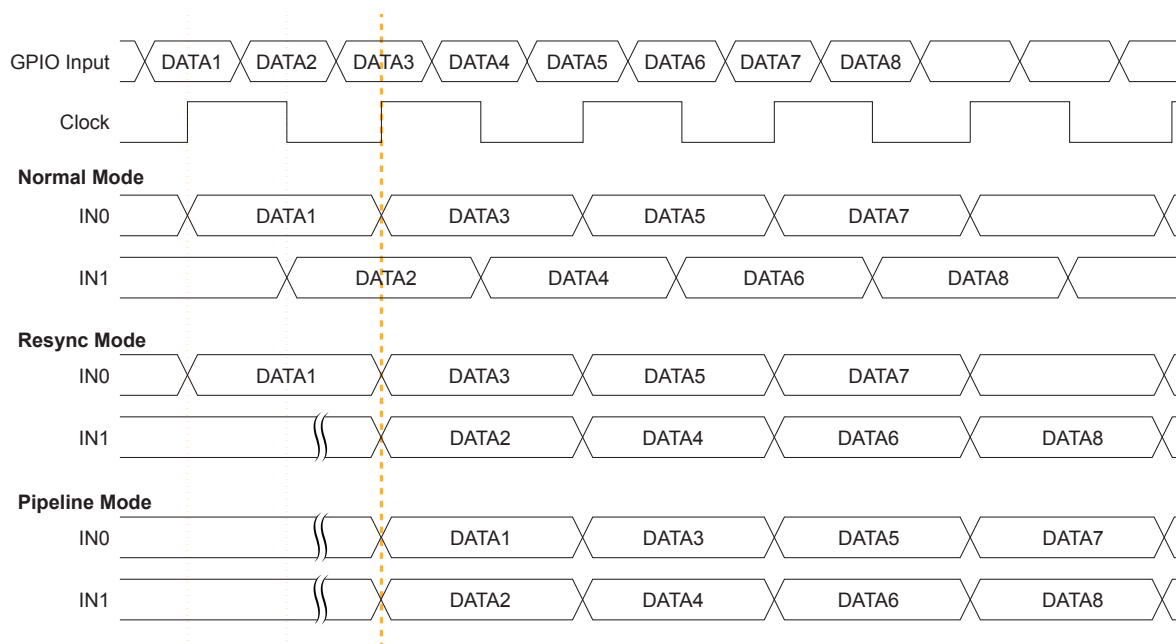 GPIO Input DATA1 DATA2 DATA3 DATA4 DATA5 DATA6 DATA7 DATA8
Clock
Normal Mode
IN0 DATA1 DATA3 DATA5 DATA7
IN1 DATA2 DATA4 DATA6 DATA8
Resync Mode
IN0 DATA1 DATA3 DATA5 DATA7
IN1 DATA2 DATA4 DATA6 DATA8
Pipeline Mode
IN0 DATA1 DATA3 DATA5 DATA7
IN1 DATA2 DATA4 DATA6 DATA8